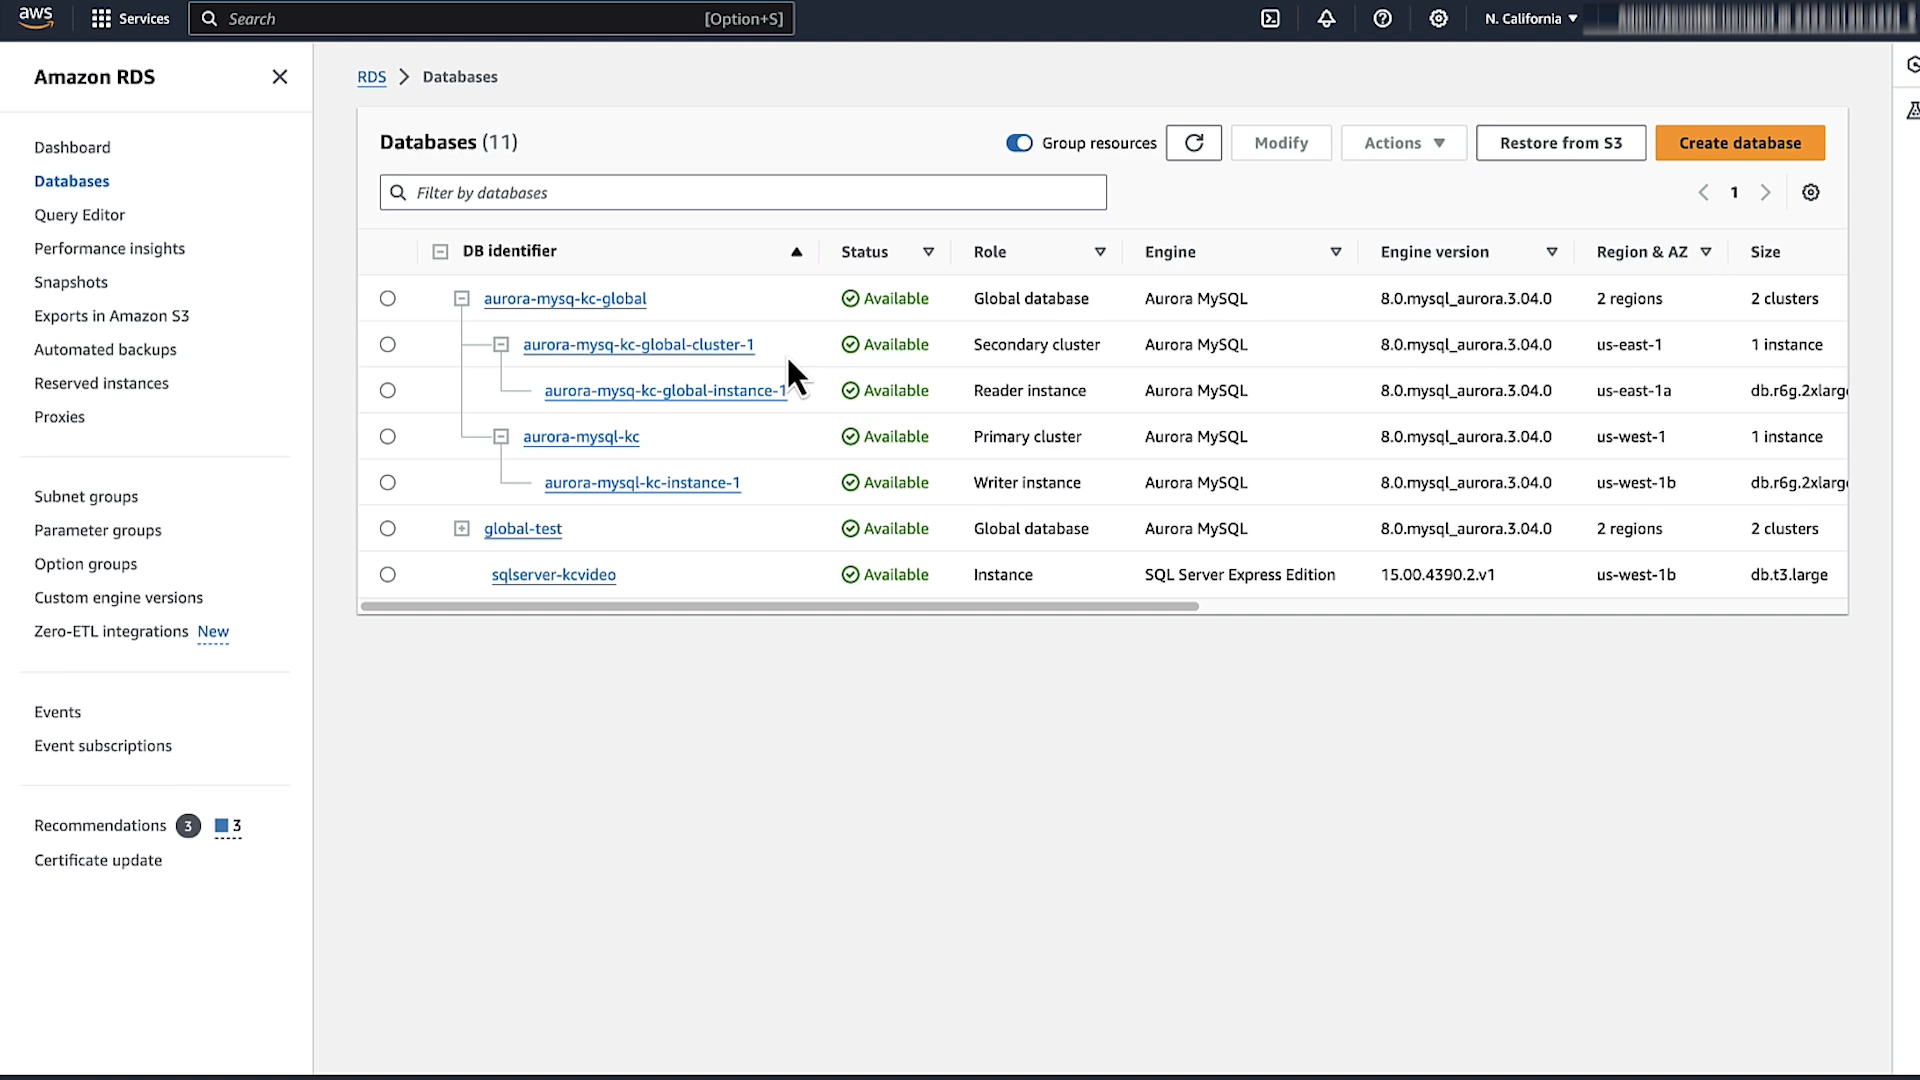 aws
Services
Search [Option+S]
N. California
Amazon RDS
Dashboard
Databases
Query Editor
Performance insights
Snapshots
Exports in Amazon S3
Automated backups
Reserved instances
Proxies
Subnet groups
Parameter groups
Option groups
Custom engine versions
Zero-ETL integrations New
Events
Event subscriptions
Recommendations 3 3
Certificate update
RDS > Databases
Databases (11)
Group resources
Modify
Actions
Restore from S3
Create database
Filter by databases
1
DB identifier Status Role Engine Engine version Region & AZ Size
aurora-mysq-kc-global Available Global database Aurora MySQL 8.0.mysql_aurora.3.04.0 2 regions 2 clusters
aurora-mysq-kc-global-cluster-1 Available Secondary cluster Aurora MySQL 8.0.mysql_aurora.3.04.0 us-east-1 1 instance
aurora-mysq-kc-global-instance-1 Available Reader instance Aurora MySQL 8.0.mysql_aurora.3.04.0 us-east-1a db.r6g.2xlarg
aurora-mysql-kc Available Primary cluster Aurora MySQL 8.0.mysql_aurora.3.04.0 us-west-1 1 instance
aurora-mysql-kc-instance-1 Available Writer instance Aurora MySQL 8.0.mysql_aurora.3.04.0 us-west-1b db.r6g.2xlarg
global-test Available Global database Aurora MySQL 8.0.mysql_aurora.3.04.0 2 regions 2 clusters
sqlserver-kcvideo Available Instance SQL Server Express Edition 15.00.4390.2.v1 us-west-1b db.t3.large